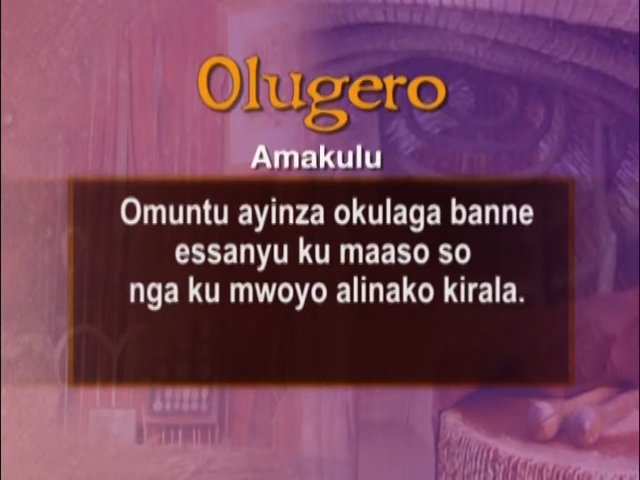 Olugero
Amakulu
Omuntu ayinza okulaga banne
essanyu ku maaso so
nga ku mwoyo alinako kirala.